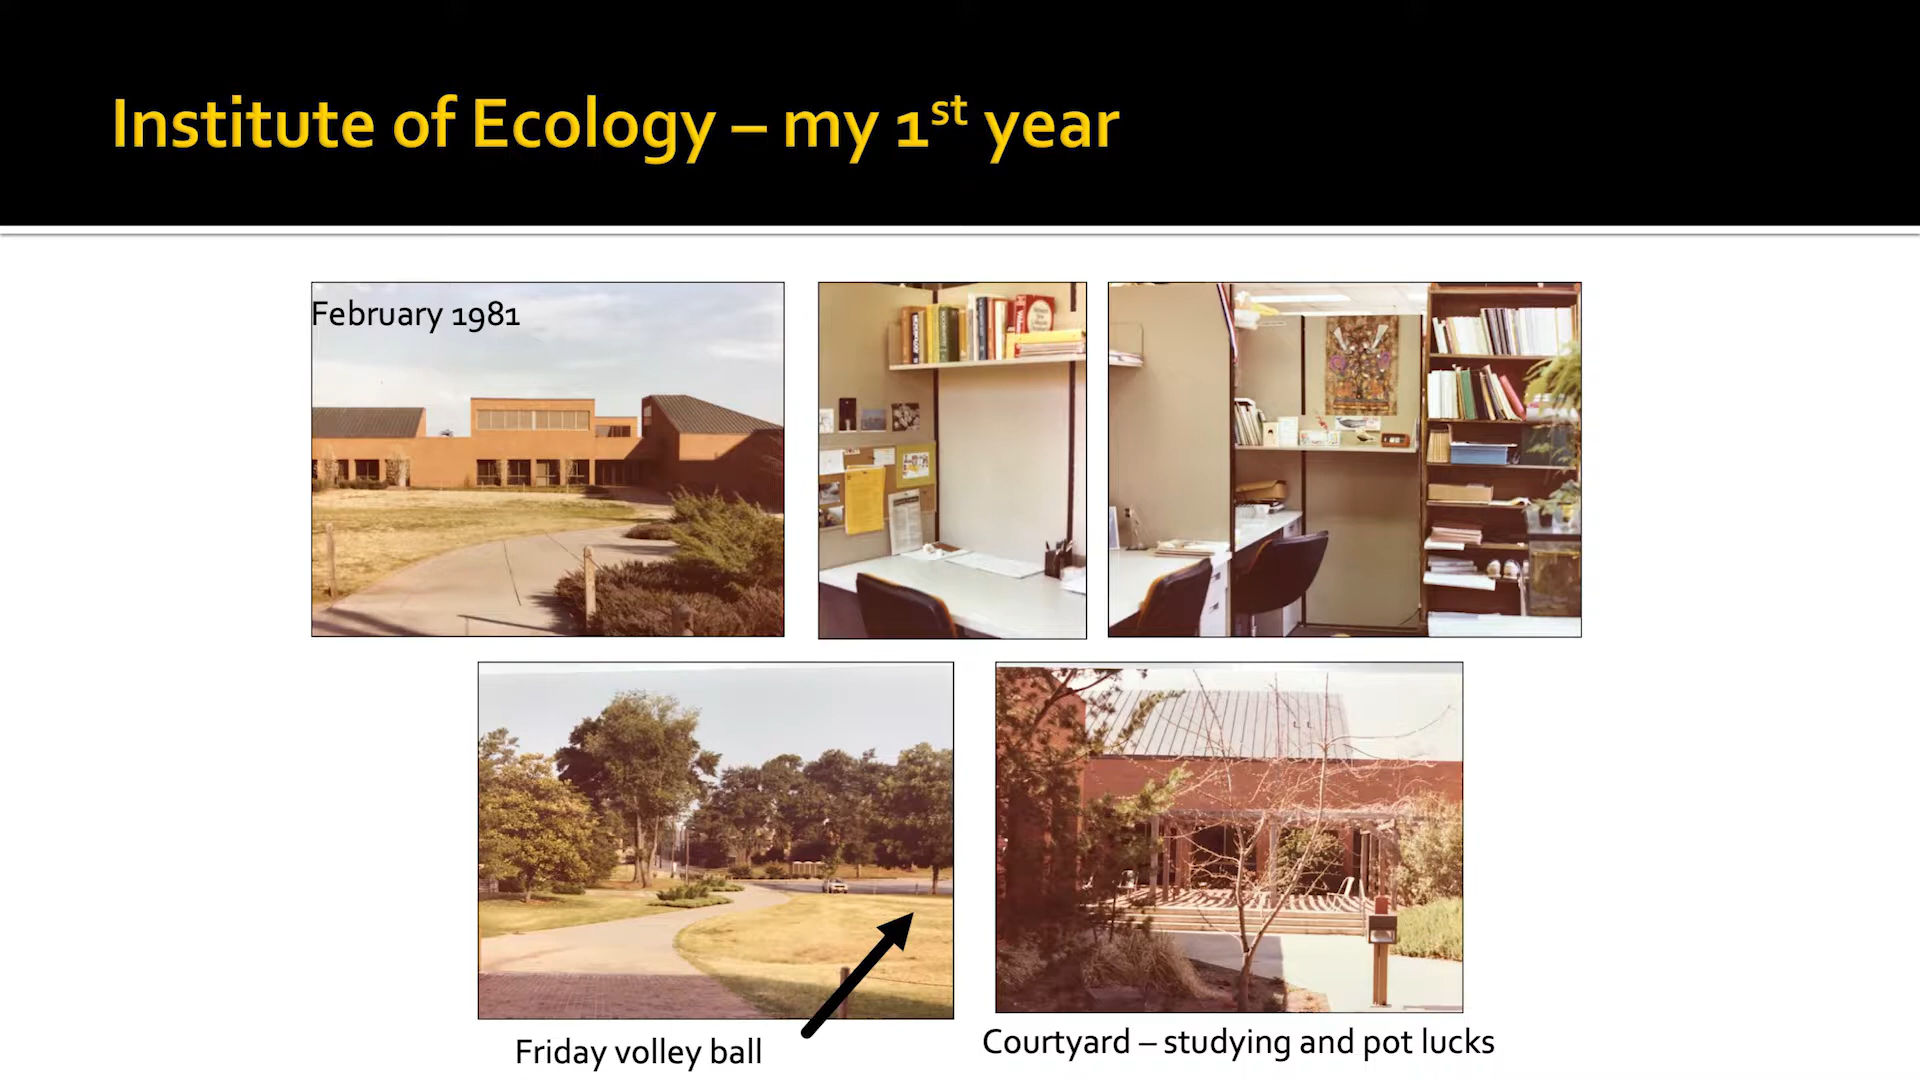 Institute of Ecology – my 1st year
February 1981
Friday volley ball
Courtyard – studying and pot lucks